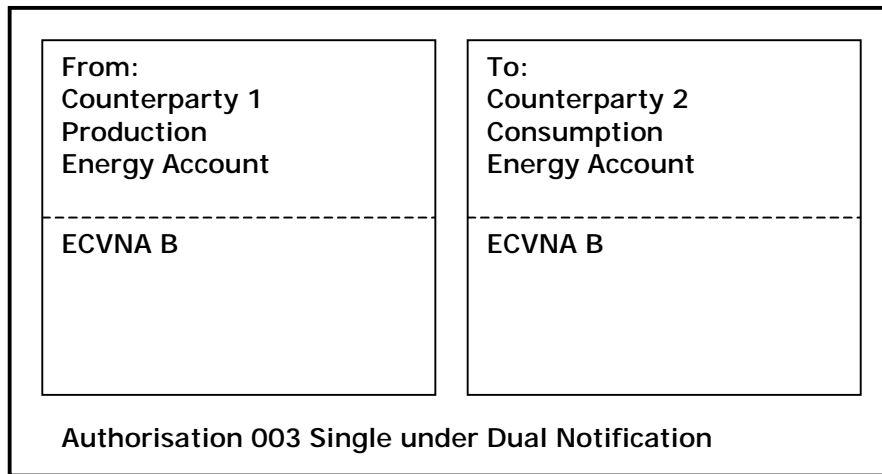 From:
Counterparty 1
Production
Energy Account
ECVNA B
To:
Counterparty 2
Consumption
Energy Account
ECVNA B
Authorisation 003 Single under Dual Notification